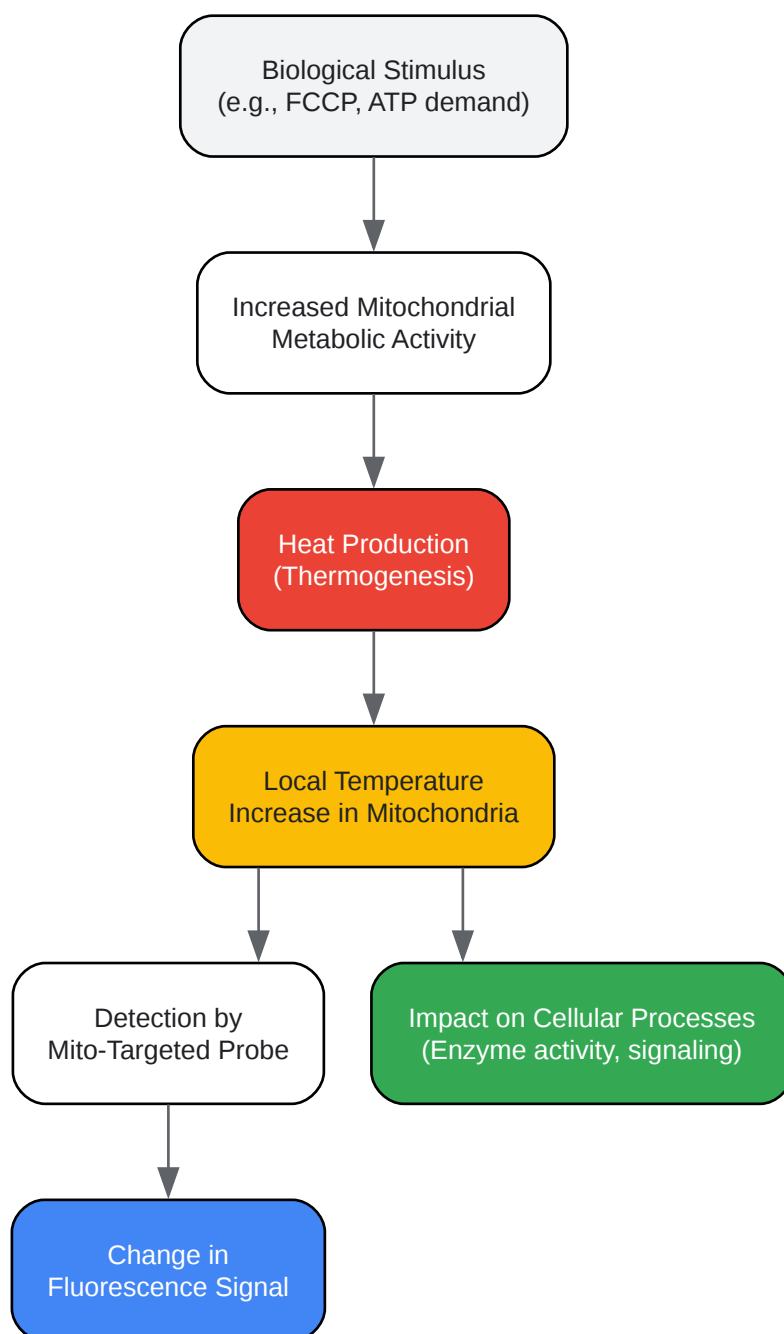 Biological Stimulus
(e.g., FCCP, ATP demand)
Increased Mitochondrial
Metabolic Activity
Heat Production
(Thermogenesis)
Local Temperature
Increase in Mitochondria
Detection by
Mito-Targeted Probe
Impact on Cellular Processes
(Enzyme activity, signaling)
Change in
Fluorescence Signal